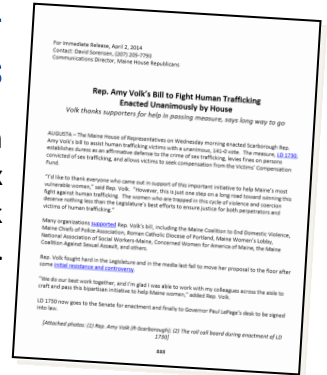 For Immediate Release, April 2, 2014
Contact: David Sorensen, (207) 205-7793
Communications Director, Maine House Republicans
Rep. Amy Volk's Bill to Fight Human Trafficking
Enacted Unanimously by House
Volk thanks supporters for help in passing measure, says long way to go
AUGUSTA – The Maine House of Representatives on Wednesday morning enacted Scarborough Rep.
Amy Volk's bill to assist human trafficking victims with a unanimous, 141-0 vote. The measure, LD 1730,
establishes duress as an affirmative defense to the crime of sex trafficking, levies fines on persons
convicted of sex trafficking, and allows victims to seek compensation from the Victims' Compensation
Fund.
"I'd like to thank everyone who came out in support of this important initiative to help Maine's most
vulnerable women," said Rep. Volk. "However, this is just one step on a long road toward winning this
fight against human trafficking. The women who are trapped in this cycle of violence and coercion
deserve nothing less than the Legislature's best efforts to ensure justice for both perpetrators and
victims of human trafficking."
Many organizations supported Rep. Volk's bill, including the Maine Coalition to End Domestic Violence,
Maine Chiefs of Police Association, Roman Catholic Diocese of Portland, Maine Women's Lobby,
National Association of Social Workers-Maine, Concerned Women for America of Maine, the Maine
Coalition Against Sexual Assault, and others.
Rep. Volk fought hard in the Legislature and in the media last fall to move her proposal to the floor after
some initial resistance and controversy.
"We do our best work together, and I'm glad I was able to work with my colleagues across the aisle to
craft and pass this bipartisan initiative to help Maine women," added Rep. Volk.
LD 1730 now goes to the Senate for enactment and finally to Governor Paul LePage's desk to be signed
into law.
[Attached photos: (1) Rep. Amy Volk (R-Scarborough); (2) The roll call board during enactment of LD
1730]
###